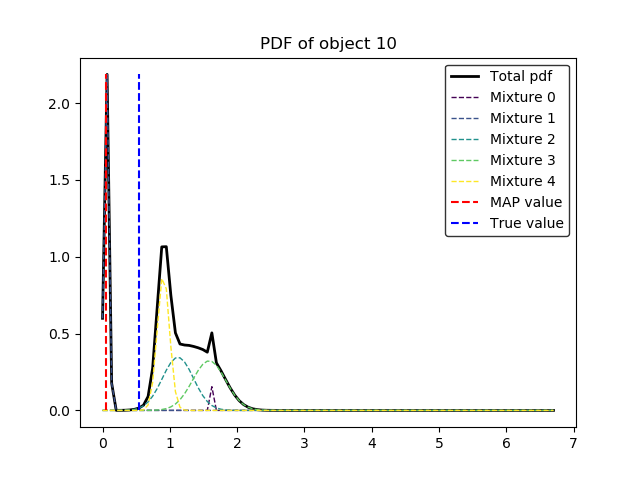 PDF of object 10
Total pdf
Mixture 0
Mixture 1
Mixture 2
Mixture 3
Mixture 4
MAP value
True value
2.0
1.5
1.0
0.5
0.0
0 1 2 3 4 5 6 7